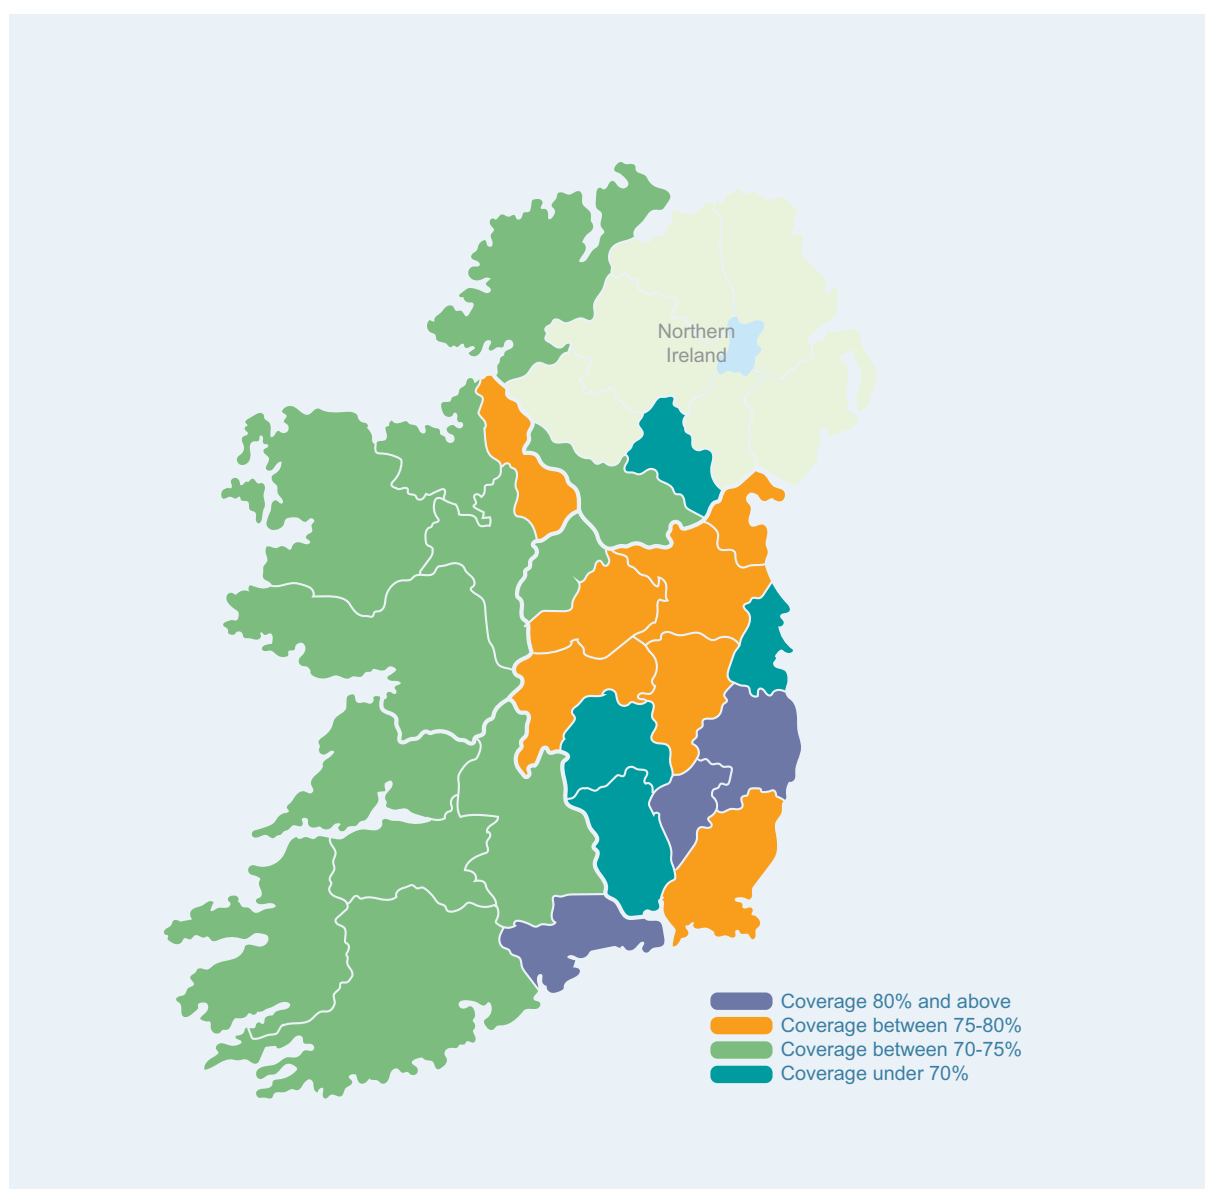 Northern
Ireland
Coverage 80% and above
Coverage between 75-80%
Coverage between 70-75%
Coverage under 70%